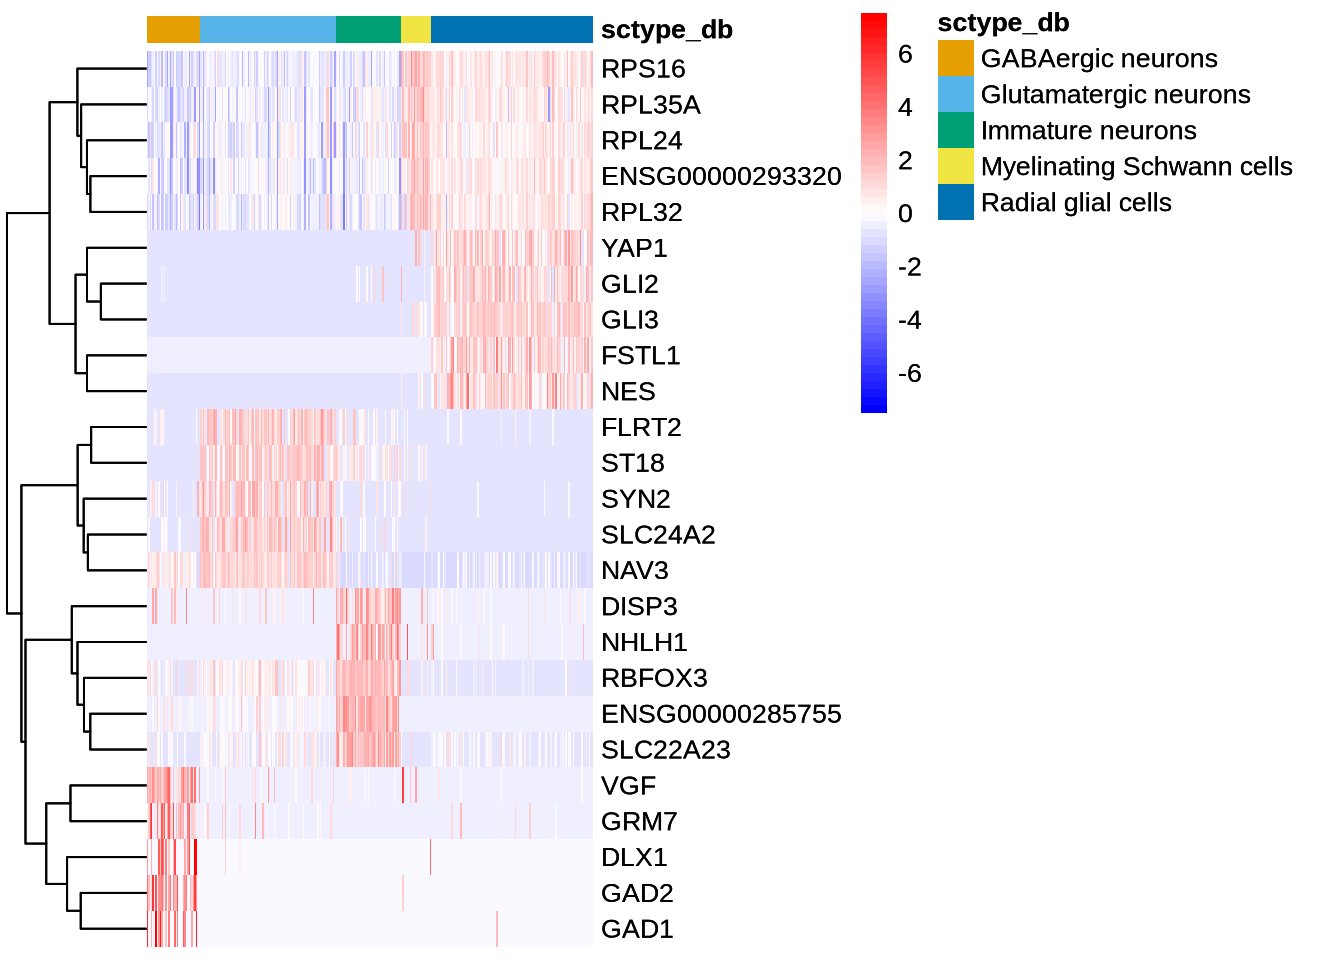 sctype_db
RPS16
RPL35A
RPL24
ENSG00000293320
RPL32
YAP1
GLI2
GLI3
FSTL1
NES
FLRT2
ST18
SYN2
SLC24A2
NAV3
DISP3
NHLH1
RBFOX3
ENSG00000285755
SLC22A23
VGF
GRM7
DLX1
GAD2
GAD1
6
4
2
0
-2
-4
-6
sctype_db
GABAergic neurons
Glutamatergic neurons
Immature neurons
Myelinating Schwann cells
Radial glial cells